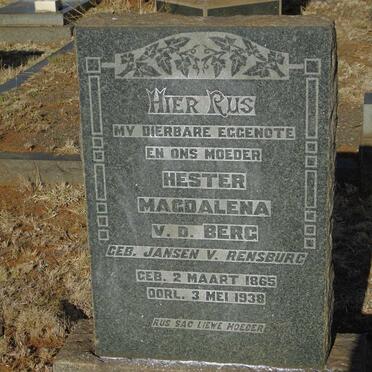 HIER RUS
MY DIERBARE EGGENOTE
EN ONS MOEDER
HESTER
MAGDALENA
V. D. BERG
GEB. JANSEN V. RENSBURG
GEB. 2 MAART 1865
OORL. 3 MEI 1938
RUS SAG LIEWE MOEDER